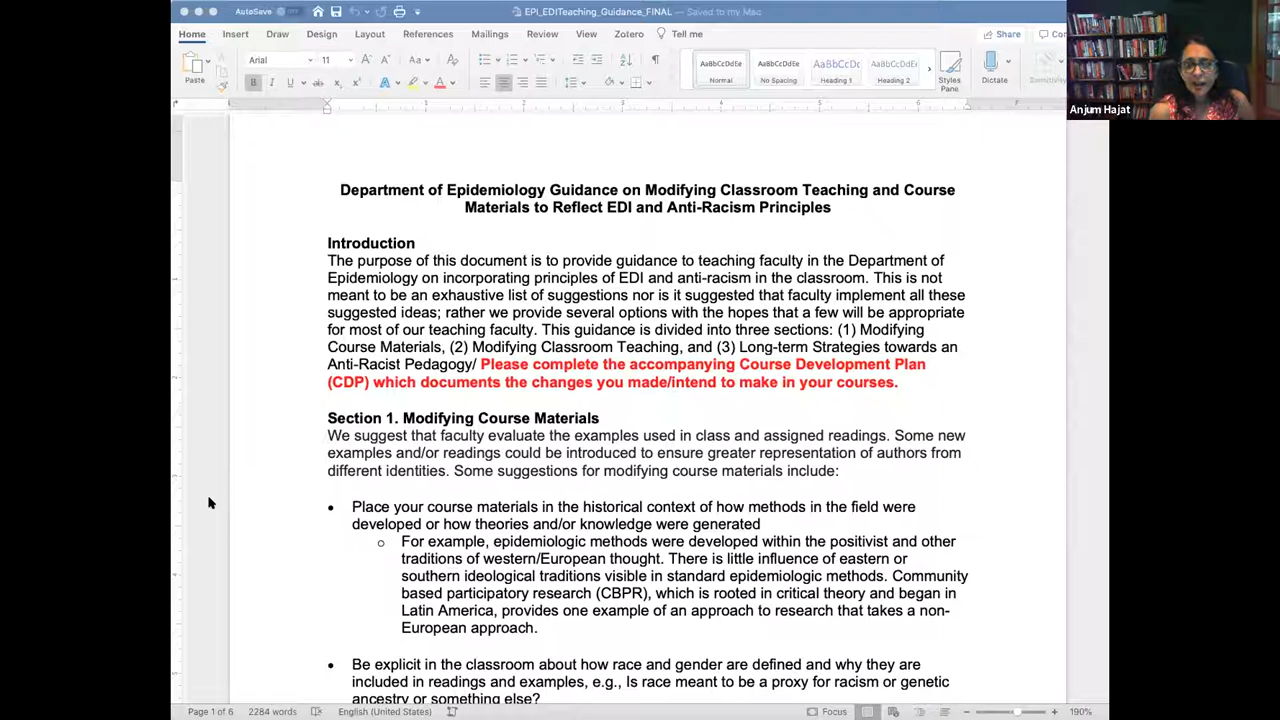 AutoSave
EPI_EDITeaching_Guidance_FINAL — Saved to my Mac
Home Insert Draw Design Layout References Mailings Review View Zotero Tell me Share
Paste
Arial 11
AaBbCcDdEe AaBbCcDdEe AaBbCcDd AaBbCcDdEe
Normal No Spacing Heading 1 Heading 2
Styles Pane
Dictate
Sensitivity
Anjum Hajat
Department of Epidemiology Guidance on Modifying Classroom Teaching and Course
Materials to Reflect EDI and Anti-Racism Principles
Introduction
The purpose of this document is to provide guidance to teaching faculty in the Department of
Epidemiology on incorporating principles of EDI and anti-racism in the classroom. This is not
meant to be an exhaustive list of suggestions nor is it suggested that faculty implement all these
suggested ideas; rather we provide several options with the hopes that a few will be appropriate
for most of our teaching faculty. This guidance is divided into three sections: (1) Modifying
Course Materials, (2) Modifying Classroom Teaching, and (3) Long-term Strategies towards an
Anti-Racist Pedagogy/ Please complete the accompanying Course Development Plan
(CDP) which documents the changes you made/intend to make in your courses.
Section 1. Modifying Course Materials
We suggest that faculty evaluate the examples used in class and assigned readings. Some new
examples and/or readings could be introduced to ensure greater representation of authors from
different identities. Some suggestions for modifying course materials include:
• Place your course materials in the historical context of how methods in the field were
developed or how theories and/or knowledge were generated
o For example, epidemiologic methods were developed within the positivist and other
traditions of western/European thought. There is little influence of eastern or
southern ideological traditions visible in standard epidemiologic methods. Community
based participatory research (CBPR), which is rooted in critical theory and began in
Latin America, provides one example of an approach to research that takes a non-
European approach.
• Be explicit in the classroom about how race and gender are defined and why they are
included in readings and examples, e.g., Is race meant to be a proxy for racism or genetic
ancestry or something else?
Page 1 of 6 2284 words English (United States) Focus 190%